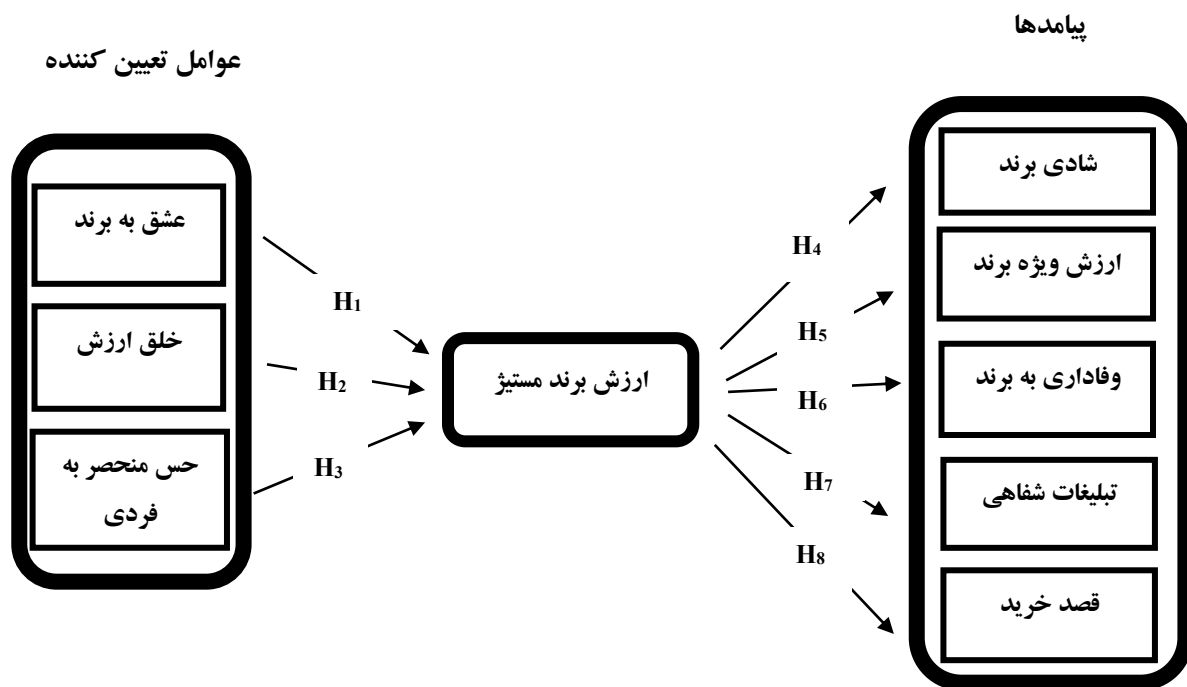 پیامدها
عوامل تعیین کننده
شادی برند
عشق به برند
ارزش ویژه برند
H4
H1
خلق ارزش
H5
ارزش برند مستیژ
وفاداری به برند
H2
H6
حس منحصر به
فردی
H3
H7
تبلیغات شفاهی
H8
قصد خرید